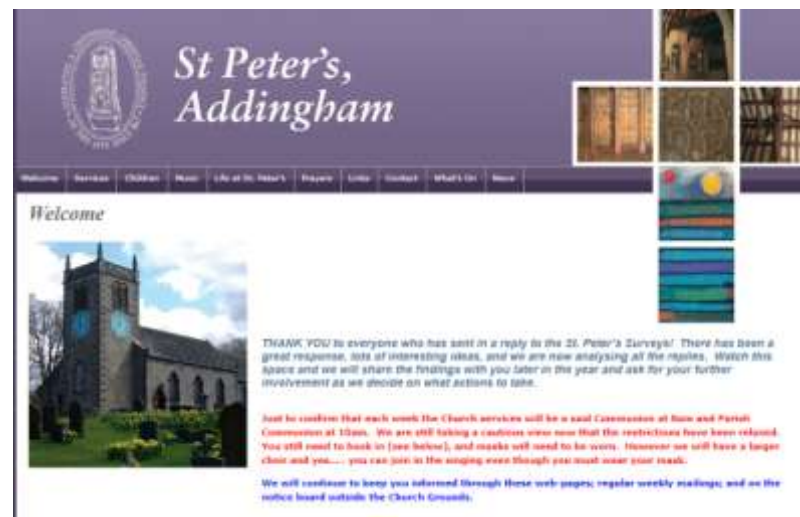 St Peter's,
Addingham
Welcome Services Children Music Life at St. Peter's Prayers Links Contact What's On News
Welcome
THANK YOU to everyone who has sent in a reply to the St. Peter's Surveys! There has been a
great response, lots of interesting ideas, and we are now analysing all the replies. Watch this
space and we will share the findings with you later in the year and ask for your further
involvement as we decide on what actions to take.
Just to confirm that each week the Church services will be a said Communion at 8am and Parish
Communion at 10am. We are still taking a cautious view now that the restrictions have been relaxed.
You still need to book in (see below), and masks will need to be worn. However we will have a larger
choir and yes.... you can join in the singing even though you must wear your mask.
We will continue to keep you informed through these web pages; regular weekly mailings; and on the
notice board outside the Church Grounds.